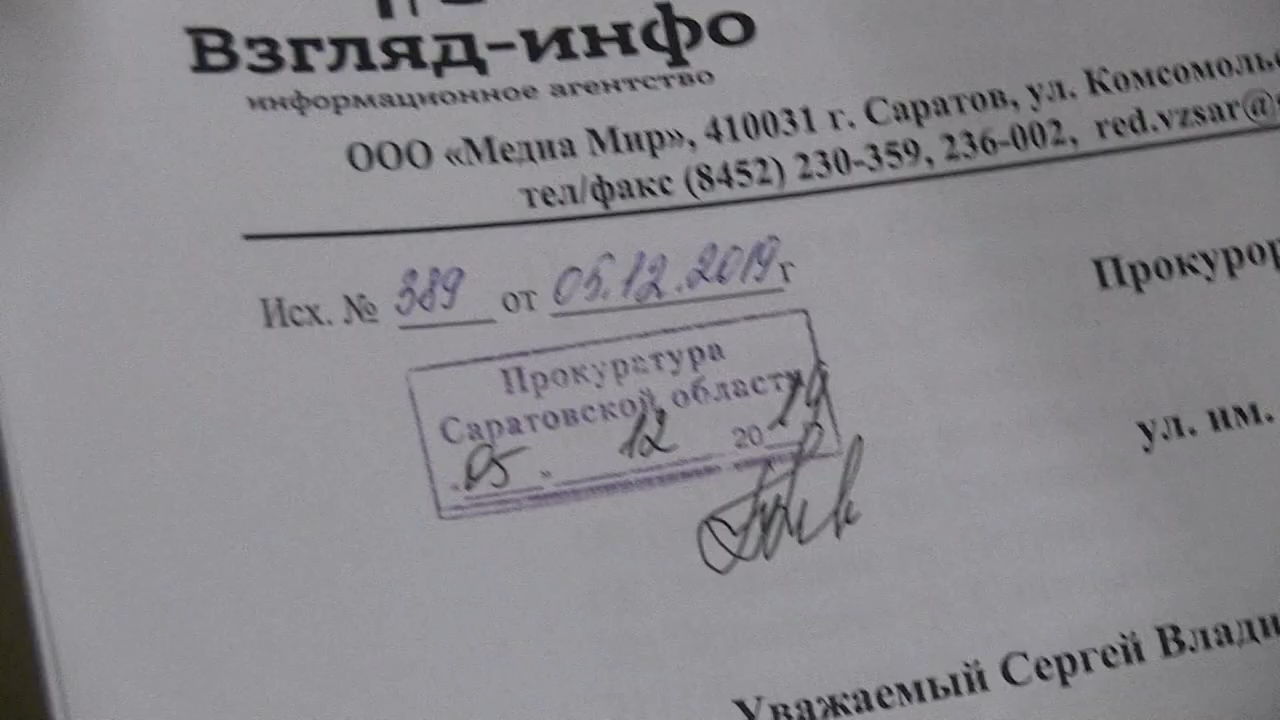 Взгляд-инфо
информационное агентство
ООО «Медиа Мир», 410031 г. Саратов, ул. Комсомольс
тел/факс (8452) 230-359, 236-002, red.vzsar@
Исх. № 389 от 05.12.2019 г
Прокурор
Прокуратура
Саратовской области
05 12 2019
ул. им.
Уважаемый Сергей Влади